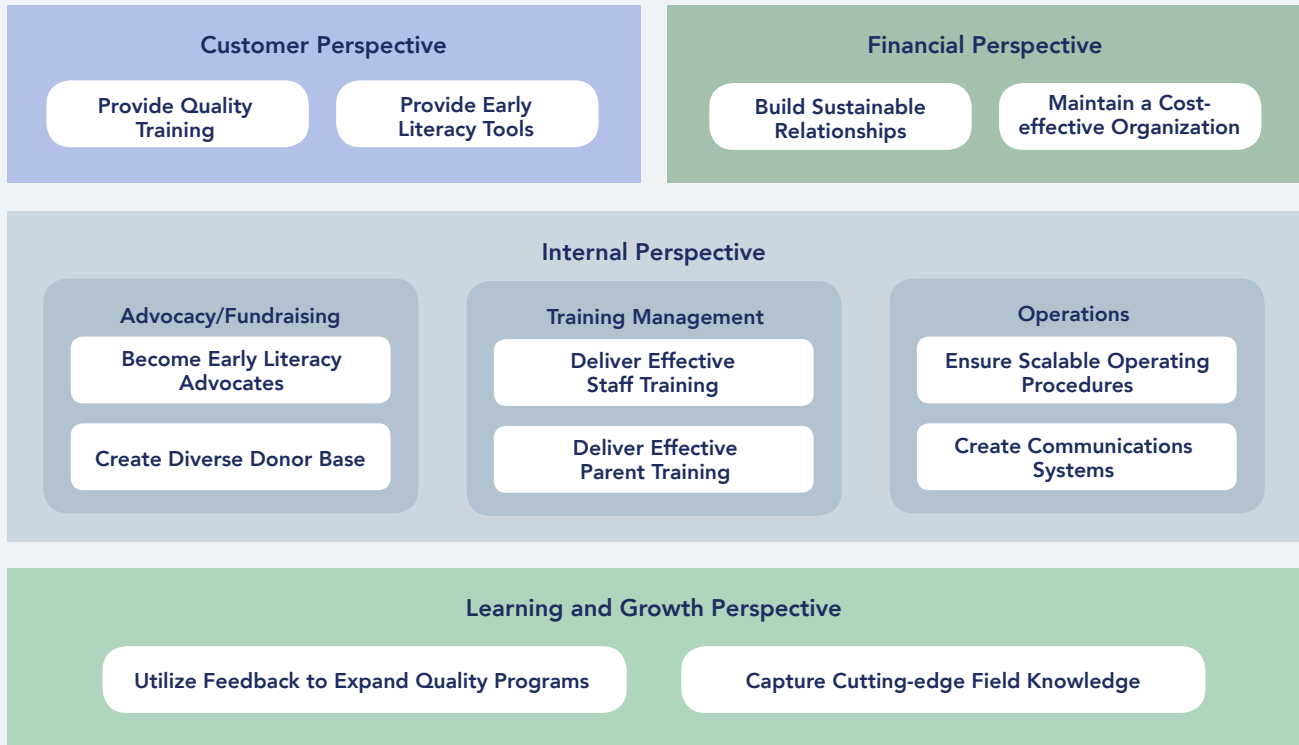 Customer Perspective
Provide Quality
Training
Provide Early
Literacy Tools
Financial Perspective
Build Sustainable
Relationships
Maintain a Cost-
effective Organization
Internal Perspective
Advocacy/Fundraising
Become Early Literacy
Advocates
Create Diverse Donor Base
Training Management
Deliver Effective
Staff Training
Deliver Effective
Parent Training
Operations
Ensure Scalable Operating
Procedures
Create Communications
Systems
Learning and Growth Perspective
Utilize Feedback to Expand Quality Programs
Capture Cutting-edge Field Knowledge